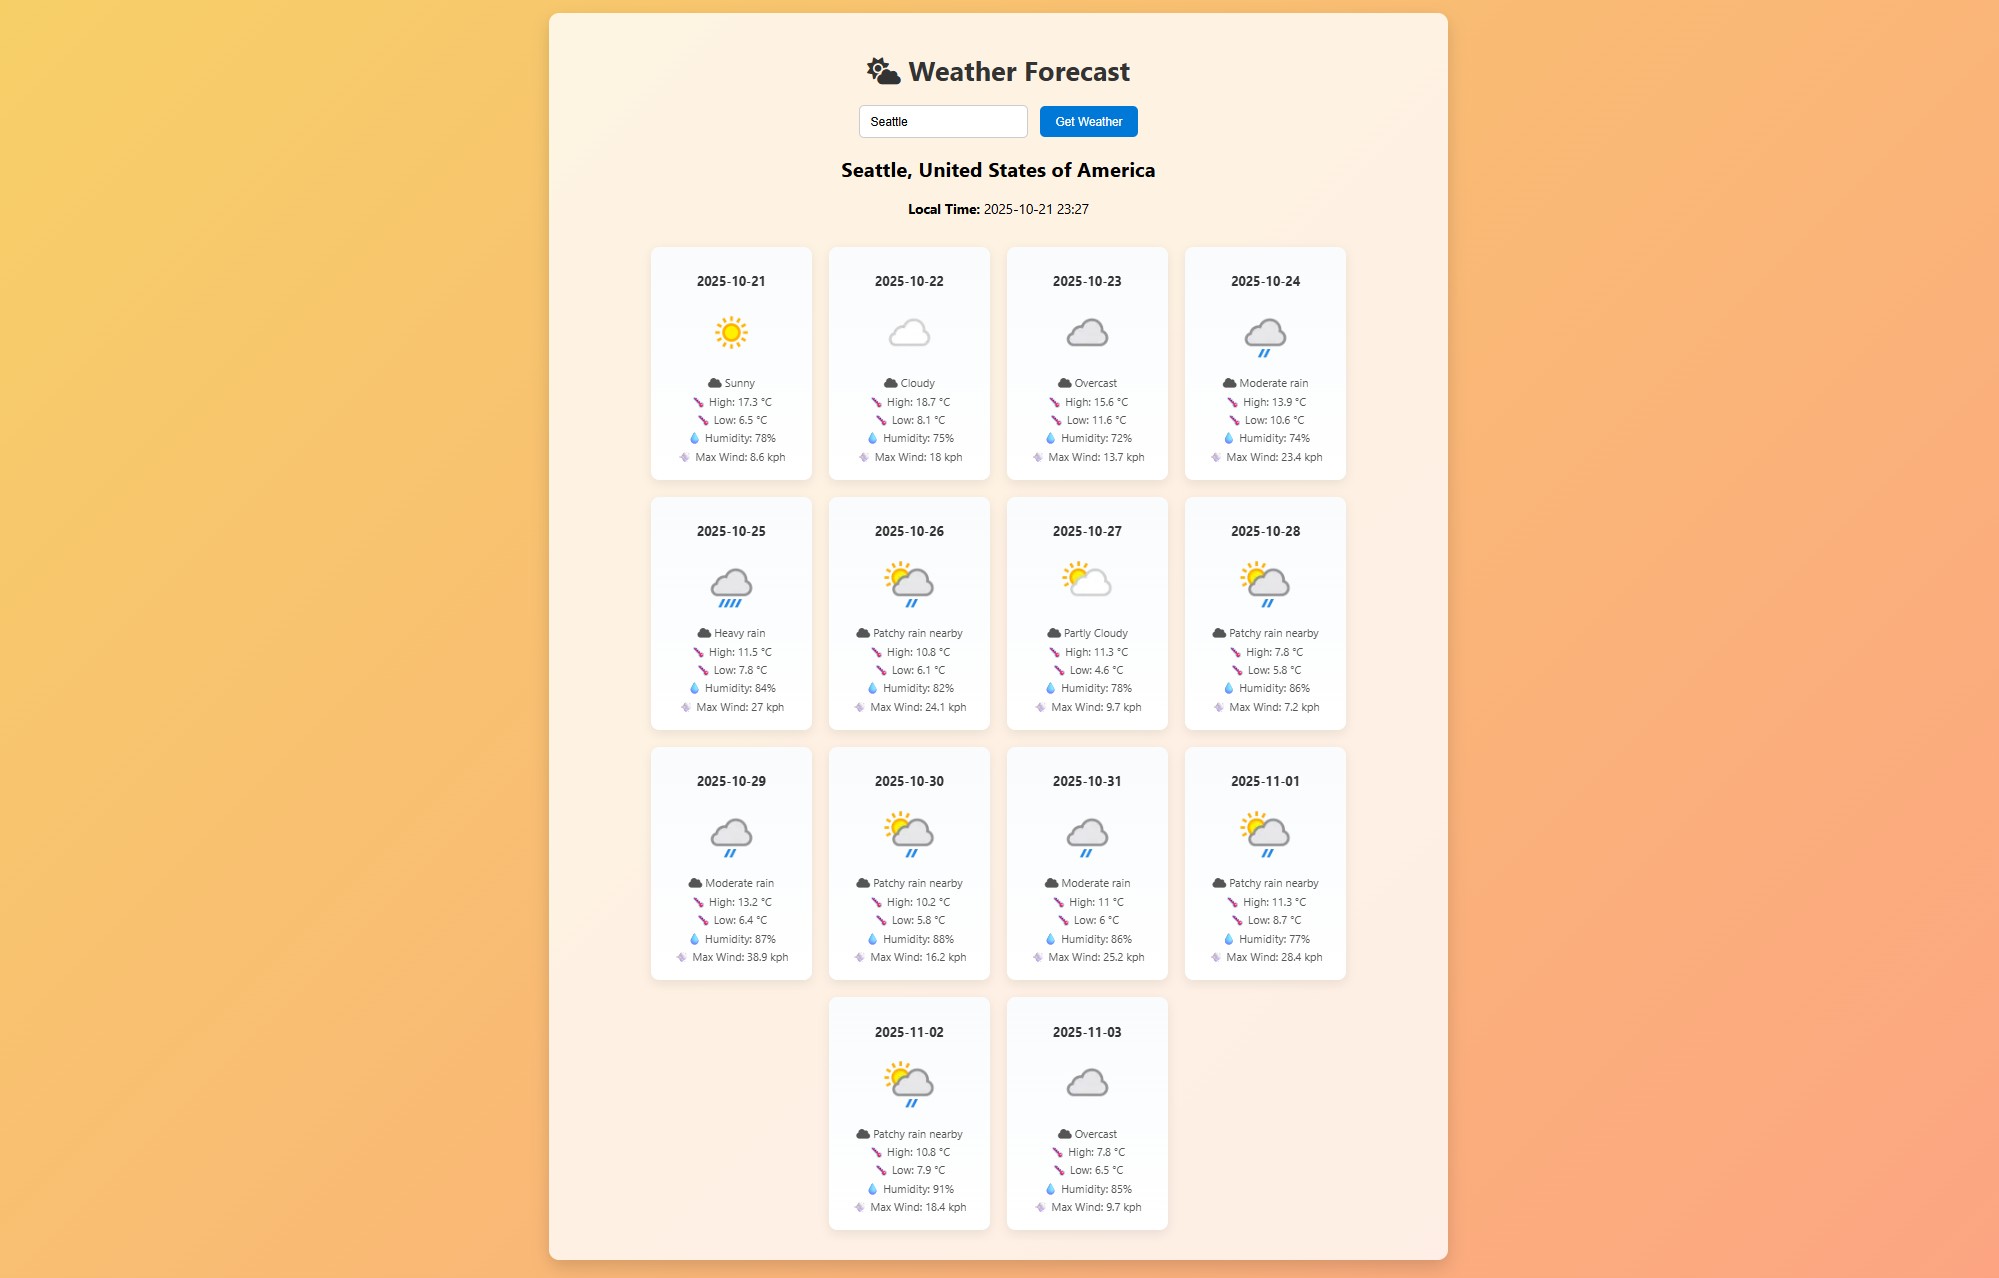 Weather Forecast
Seattle
Get Weather
Seattle, United States of America
Local Time: 2025-10-21 23:27
2025-10-21
Sunny
High: 17.3 °C
Low: 6.5 °C
Humidity: 78%
Max Wind: 8.6 kph
2025-10-22
Cloudy
High: 18.7 °C
Low: 8.1 °C
Humidity: 75%
Max Wind: 18 kph
2025-10-23
Overcast
High: 15.6 °C
Low: 11.6 °C
Humidity: 72%
Max Wind: 13.7 kph
2025-10-24
Moderate rain
High: 13.9 °C
Low: 10.6 °C
Humidity: 74%
Max Wind: 23.4 kph
2025-10-25
Heavy rain
High: 11.5 °C
Low: 7.8 °C
Humidity: 84%
Max Wind: 27 kph
2025-10-26
Patchy rain nearby
High: 10.8 °C
Low: 6.1 °C
Humidity: 82%
Max Wind: 24.1 kph
2025-10-27
Partly Cloudy
High: 11.3 °C
Low: 4.6 °C
Humidity: 78%
Max Wind: 9.7 kph
2025-10-28
Patchy rain nearby
High: 7.8 °C
Low: 5.8 °C
Humidity: 86%
Max Wind: 7.2 kph
2025-10-29
Moderate rain
High: 13.2 °C
Low: 6.4 °C
Humidity: 87%
Max Wind: 38.9 kph
2025-10-30
Patchy rain nearby
High: 10.2 °C
Low: 5.8 °C
Humidity: 88%
Max Wind: 16.2 kph
2025-10-31
Moderate rain
High: 11 °C
Low: 6 °C
Humidity: 86%
Max Wind: 25.2 kph
2025-11-01
Patchy rain nearby
High: 11.3 °C
Low: 8.7 °C
Humidity: 77%
Max Wind: 28.4 kph
2025-11-02
Patchy rain nearby
High: 10.8 °C
Low: 7.9 °C
Humidity: 91%
Max Wind: 18.4 kph
2025-11-03
Overcast
High: 7.8 °C
Low: 6.5 °C
Humidity: 85%
Max Wind: 9.7 kph